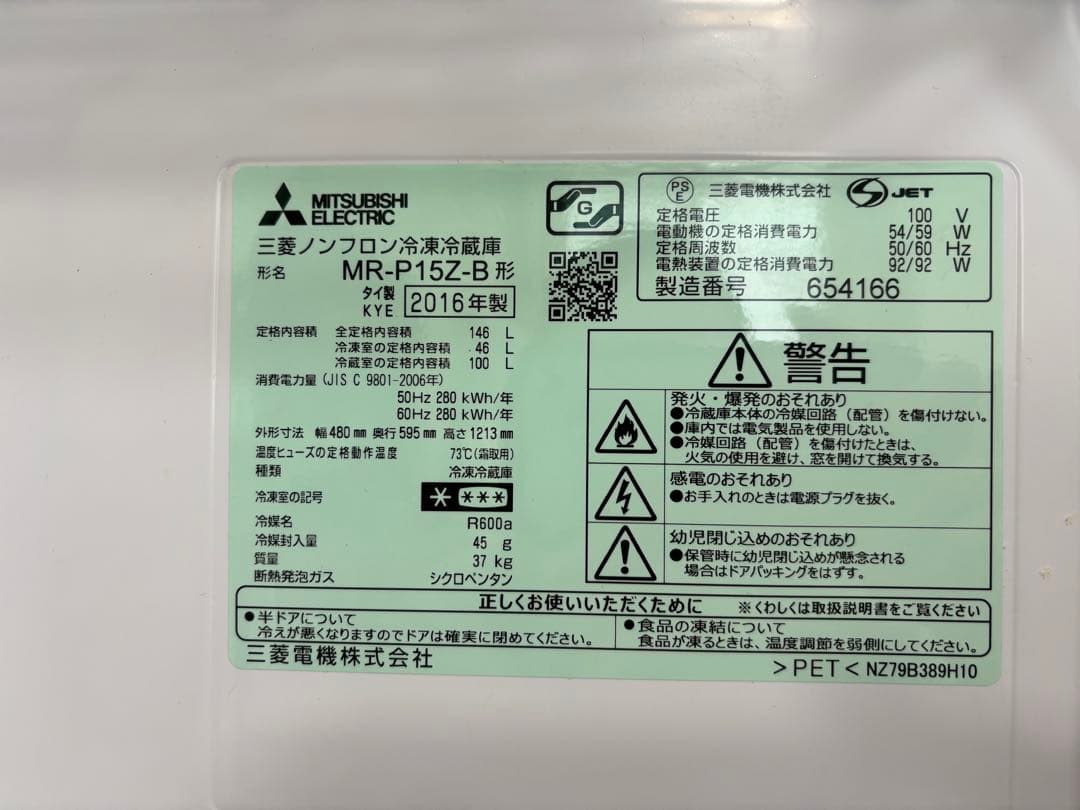 MITSUBISHI
ELECTRIC
三菱ノンフロン冷凍冷蔵庫
形名 MR-P15Z-B形
タイ製
KYE 2016年製
G
PS
E 三菱電機株式会社 JET
定格電圧 100 V
電動機の定格消費電力 54/59 W
定格周波数 50/60 Hz
電熱装置の定格消費電力 92/92 W
製造番号 654166
定格内容積 全定格内容積 146 L
冷凍室の定格内容積 46 L
冷蔵室の定格内容積 100 L
消費電力量(JIS C 9801-2006年)
50Hz 280 kWh/年
60Hz 280 kWh/年
外形寸法 幅480mm 奥行595mm 高さ1213mm
温度ヒューズの定格動作温度 73℃(霜取用)
種類 冷凍冷蔵庫
冷凍室の記号 * ***
冷媒名 R600a
冷媒封入量 45 g
質量 37 kg
断熱発泡ガス シクロペンタン
警告
発火・爆発のおそれあり
●冷蔵庫本体の冷媒回路(配管)を傷付けない。
●庫内では電気製品を使用しない。
●冷媒回路(配管)を傷付けたときは、
火気の使用を避け、窓を開けて換気する。
感電のおそれあり
●お手入れのときは電源プラグを抜く。
幼児閉じ込めのおそれあり
●保管時に幼児閉じ込めが懸念される
場合はドアパッキングをはずす。
正しくお使いいただくために ※くわしくは取扱説明書をご覧ください
●半ドアについて
冷えが悪くなりますのでドアは確実に閉めてください。
●食品の凍結について
食品が凍るときは、温度調節を弱側にしてください。
三菱電機株式会社
>PET< NZ79B389H10